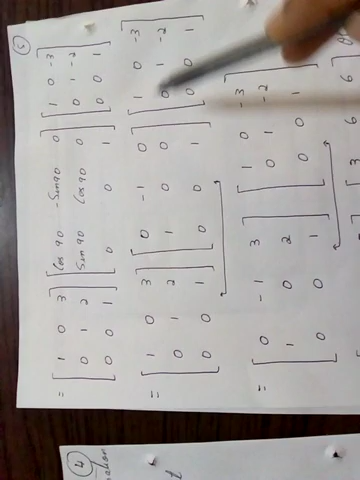 5
= [1 0 3 [cos 90 -Sin 90 0 [1 0 -3
0 1 2 Sin 90 cos 90 0 0 1 -2
0 0 1] 0 0 1] 0 0 1]
= [1 0 3 [0 -1 0 [1 0 -3
0 1 2 1 0 0 0 1 -2
0 0 1] 0 0 1] 0 0 1]
= [0 -1 3 [1 0 -3
1 0 2 0 1 -2
0 0 1] 0 0 1]
[3 6 6
4